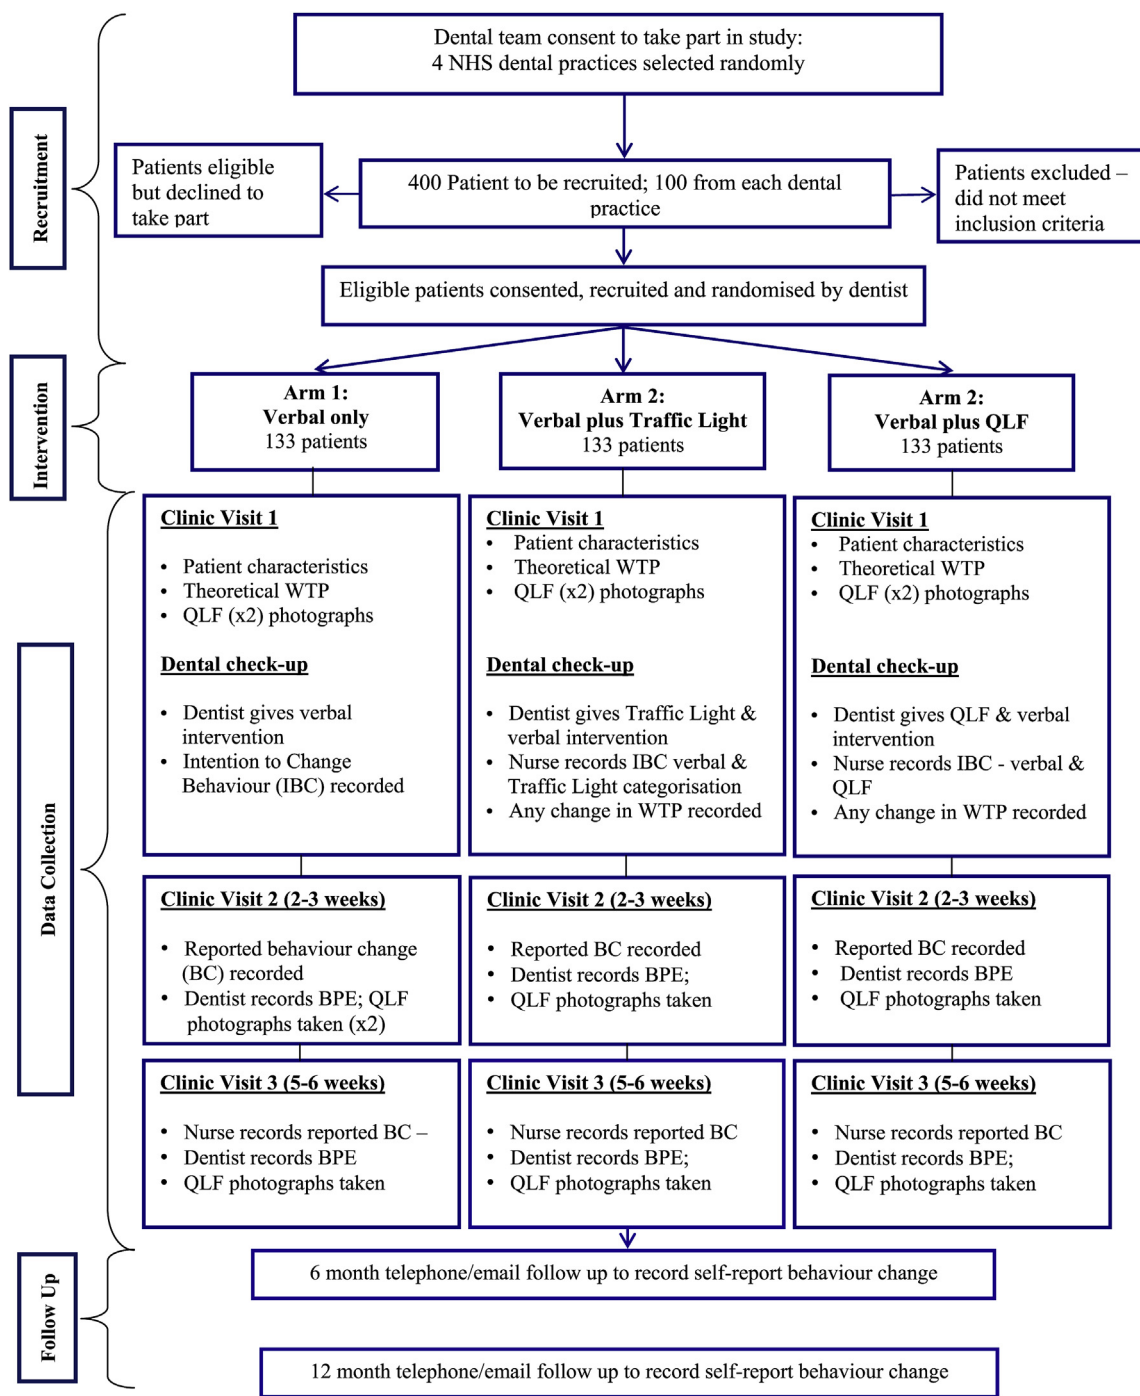 Dental team consent to take part in study:
4 NHS dental practices selected randomly
Recruitment
Patients eligible
but declined to
take part
400 Patient to be recruited; 100 from each dental
practice
Patients excluded –
did not meet
inclusion criteria
Eligible patients consented, recruited and randomised by dentist
Intervention
Arm 1:
Verbal only
133 patients
Arm 2:
Verbal plus Traffic Light
133 patients
Arm 2:
Verbal plus QLF
133 patients
Data Collection
Clinic Visit 1
• Patient characteristics
• Theoretical WTP
• QLF (x2) photographs
Dental check-up
• Dentist gives verbal
intervention
• Intention to Change
Behaviour (IBC) recorded
Clinic Visit 1
• Patient characteristics
• Theoretical WTP
• QLF (x2) photographs
Dental check-up
• Dentist gives Traffic Light &
verbal intervention
• Nurse records IBC verbal &
Traffic Light categorisation
• Any change in WTP recorded
Clinic Visit 1
• Patient characteristics
• Theoretical WTP
• QLF (x2) photographs
Dental check-up
• Dentist gives QLF & verbal
intervention
• Nurse records IBC - verbal &
QLF
• Any change in WTP recorded
Clinic Visit 2 (2-3 weeks)
• Reported behaviour change
(BC) recorded
• Dentist records BPE; QLF
photographs taken (x2)
Clinic Visit 2 (2-3 weeks)
• Reported BC recorded
• Dentist records BPE;
• QLF photographs taken
Clinic Visit 2 (2-3 weeks)
• Reported BC recorded
• Dentist records BPE
• QLF photographs taken
Clinic Visit 3 (5-6 weeks)
• Nurse records reported BC –
• Dentist records BPE
• QLF photographs taken
Clinic Visit 3 (5-6 weeks)
• Nurse records reported BC
• Dentist records BPE;
• QLF photographs taken
Clinic Visit 3 (5-6 weeks)
• Nurse records reported BC
• Dentist records BPE;
• QLF photographs taken
Follow Up
6 month telephone/email follow up to record self-report behaviour change
12 month telephone/email follow up to record self-report behaviour change